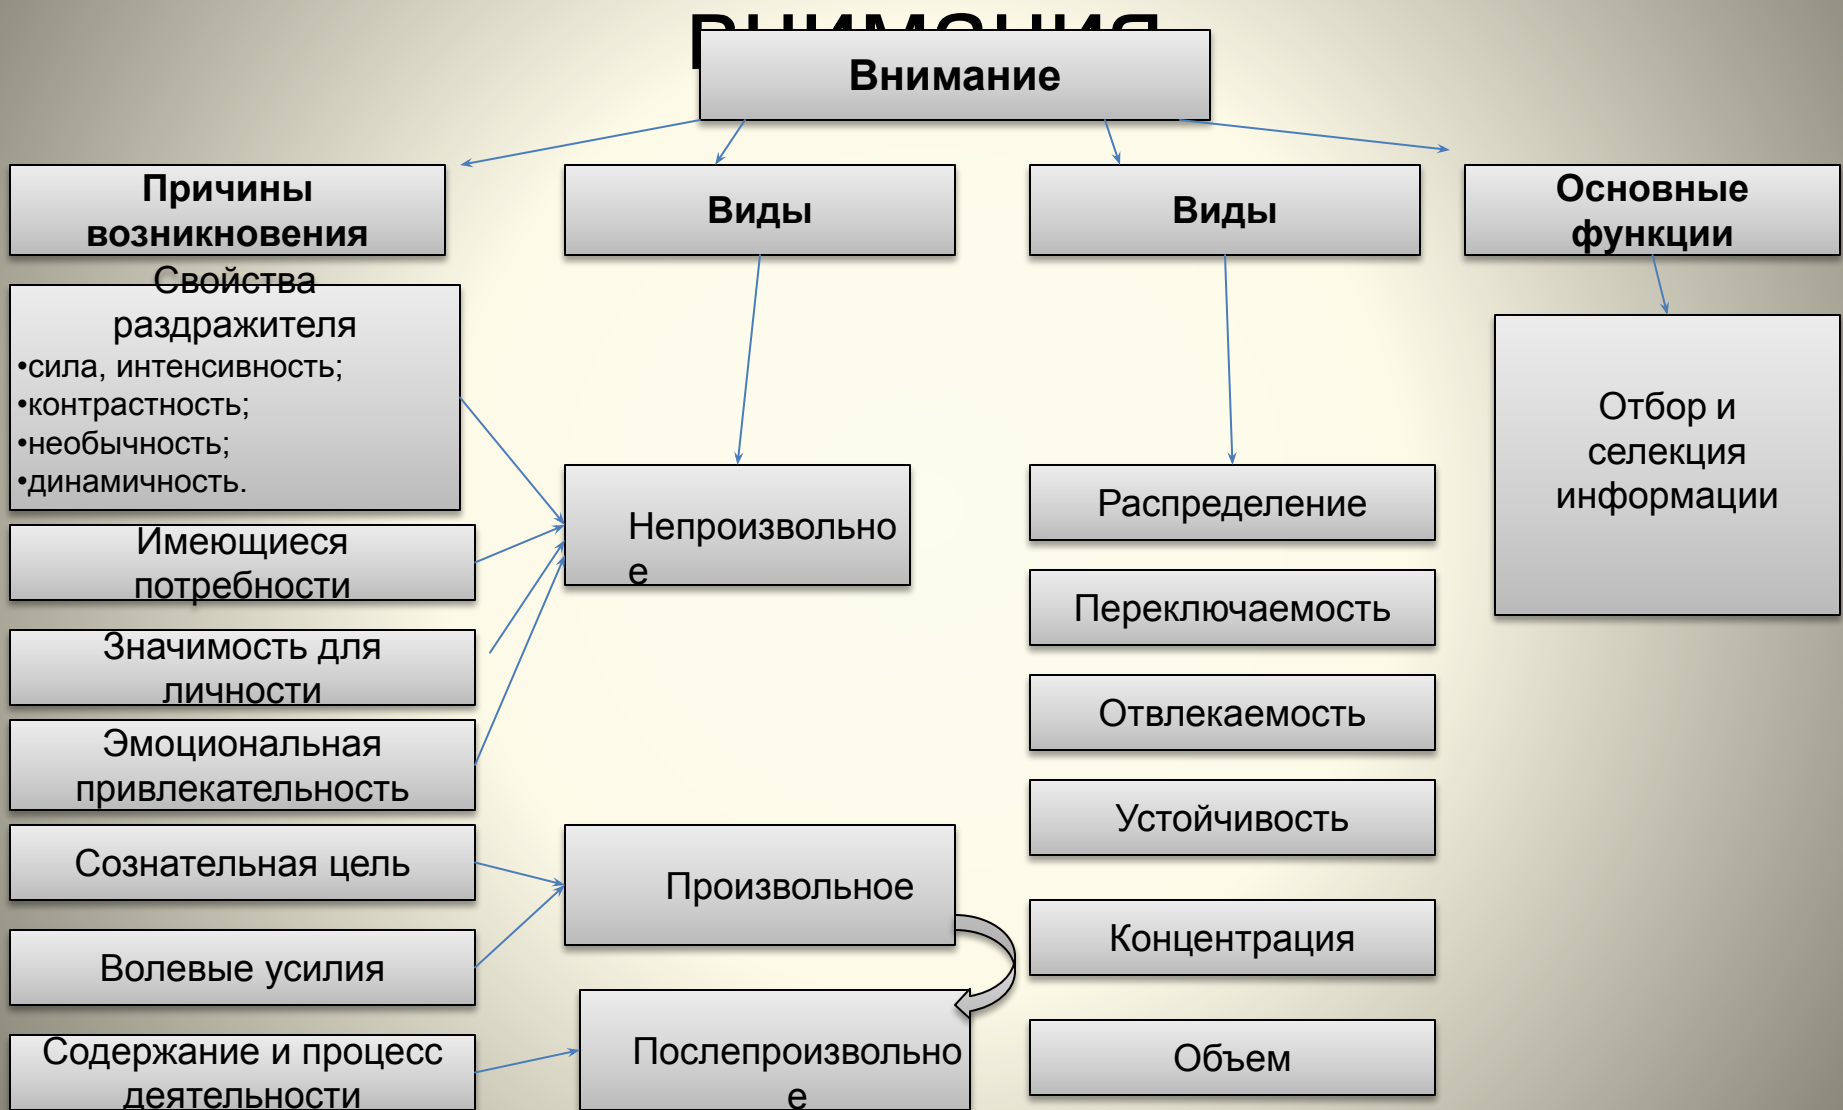 внимания
Внимание
Причины
возникновения
Виды
Виды
Основные
функции
Свойства
раздражителя
•сила, интенсивность;
•контрастность;
•необычность;
•динамичность.
Имеющиеся
потребности
Значимость для
личности
Эмоциональная
привлекательность
Сознательная цель
Волевые усилия
Содержание и процесс
деятельности
Непроизвольно
е
Произвольное
Послепроизвольно
е
Распределение
Переключаемость
Отвлекаемость
Устойчивость
Концентрация
Объем
Отбор и
селекция
информации